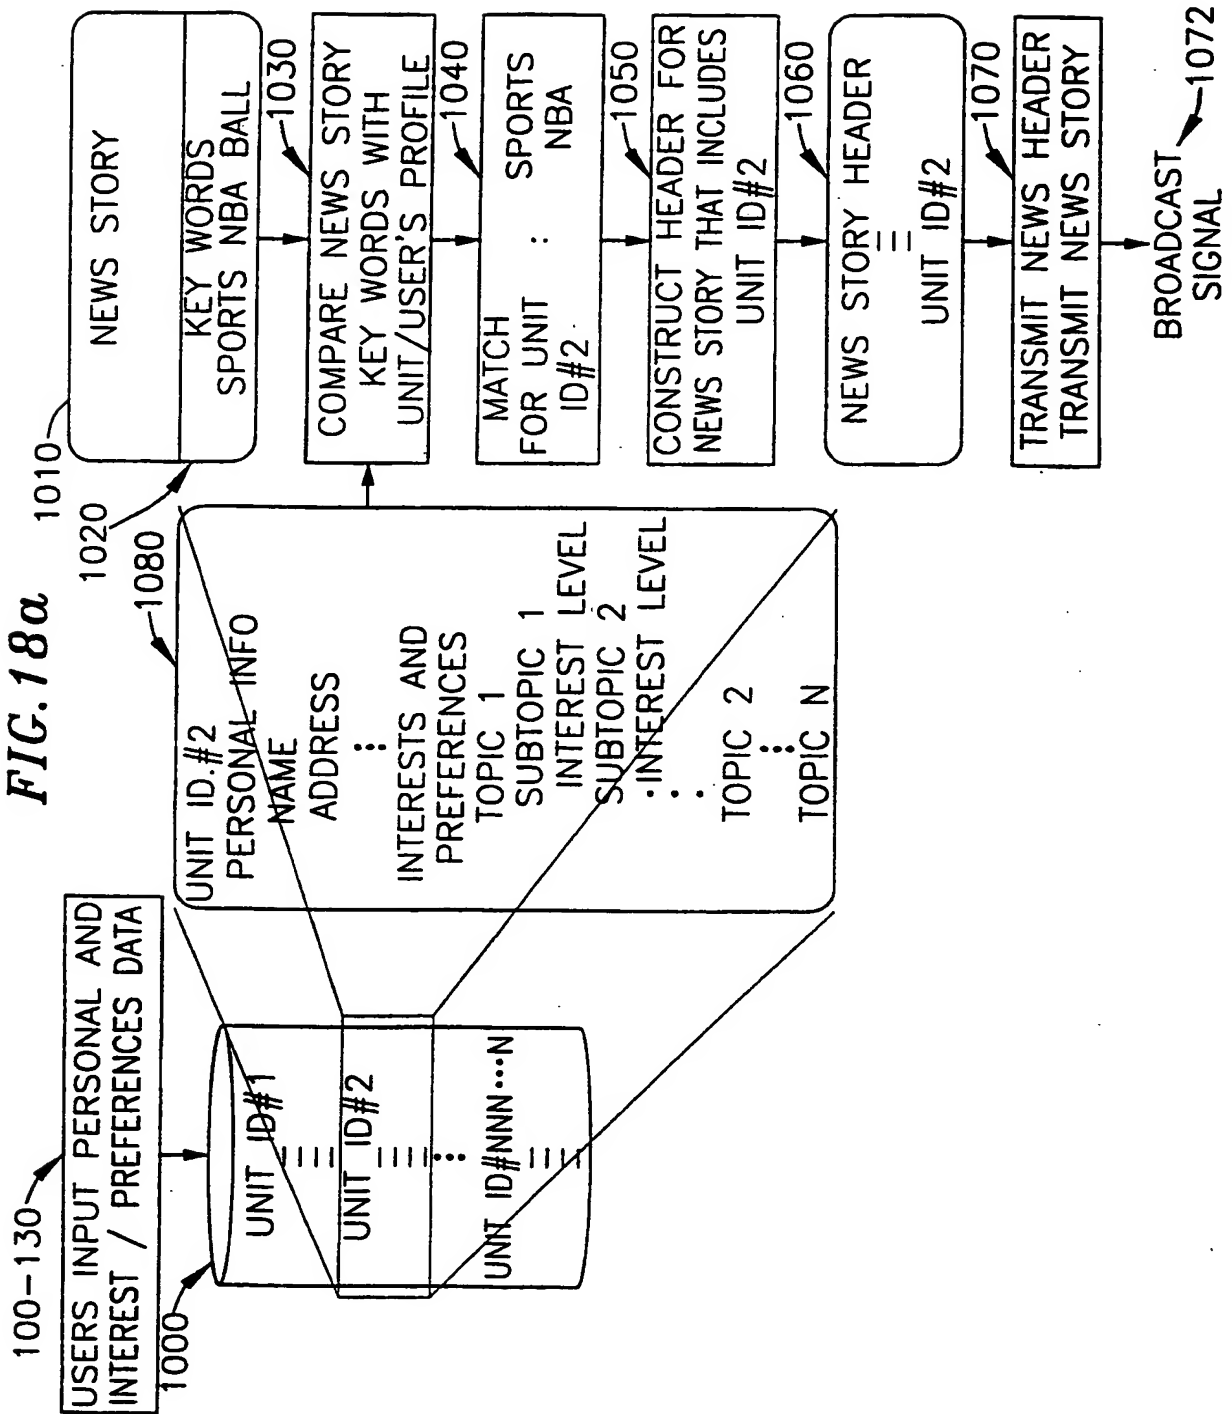 FIG.18a
100-130
USERS INPUT PERSONAL AND
INTEREST / PREFERENCES DATA
1000
UNIT ID#1
UNIT ID#2
UNIT ID#NNN...N
1080
UNIT ID.#2
PERSONAL INFO
NAME
ADDRESS
INTERESTS AND
PREFERENCES
TOPIC 1
SUBTOPIC 1
INTEREST LEVEL
SUBTOPIC 2
INTEREST LEVEL
TOPIC 2
TOPIC N
1010
NEWS STORY
1020
KEY WORDS
SPORTS NBA BALL
1030
COMPARE NEWS STORY
KEY WORDS WITH
UNIT/USER'S PROFILE
1040
MATCH : SPORTS
FOR UNIT NBA
ID#2
1050
CONSTRUCT HEADER FOR
NEWS STORY THAT INCLUDES
UNIT ID#2
1060
NEWS STORY HEADER
UNIT ID#2
1070
TRANSMIT NEWS HEADER
TRANSMIT NEWS STORY
BROADCAST
SIGNAL
1072